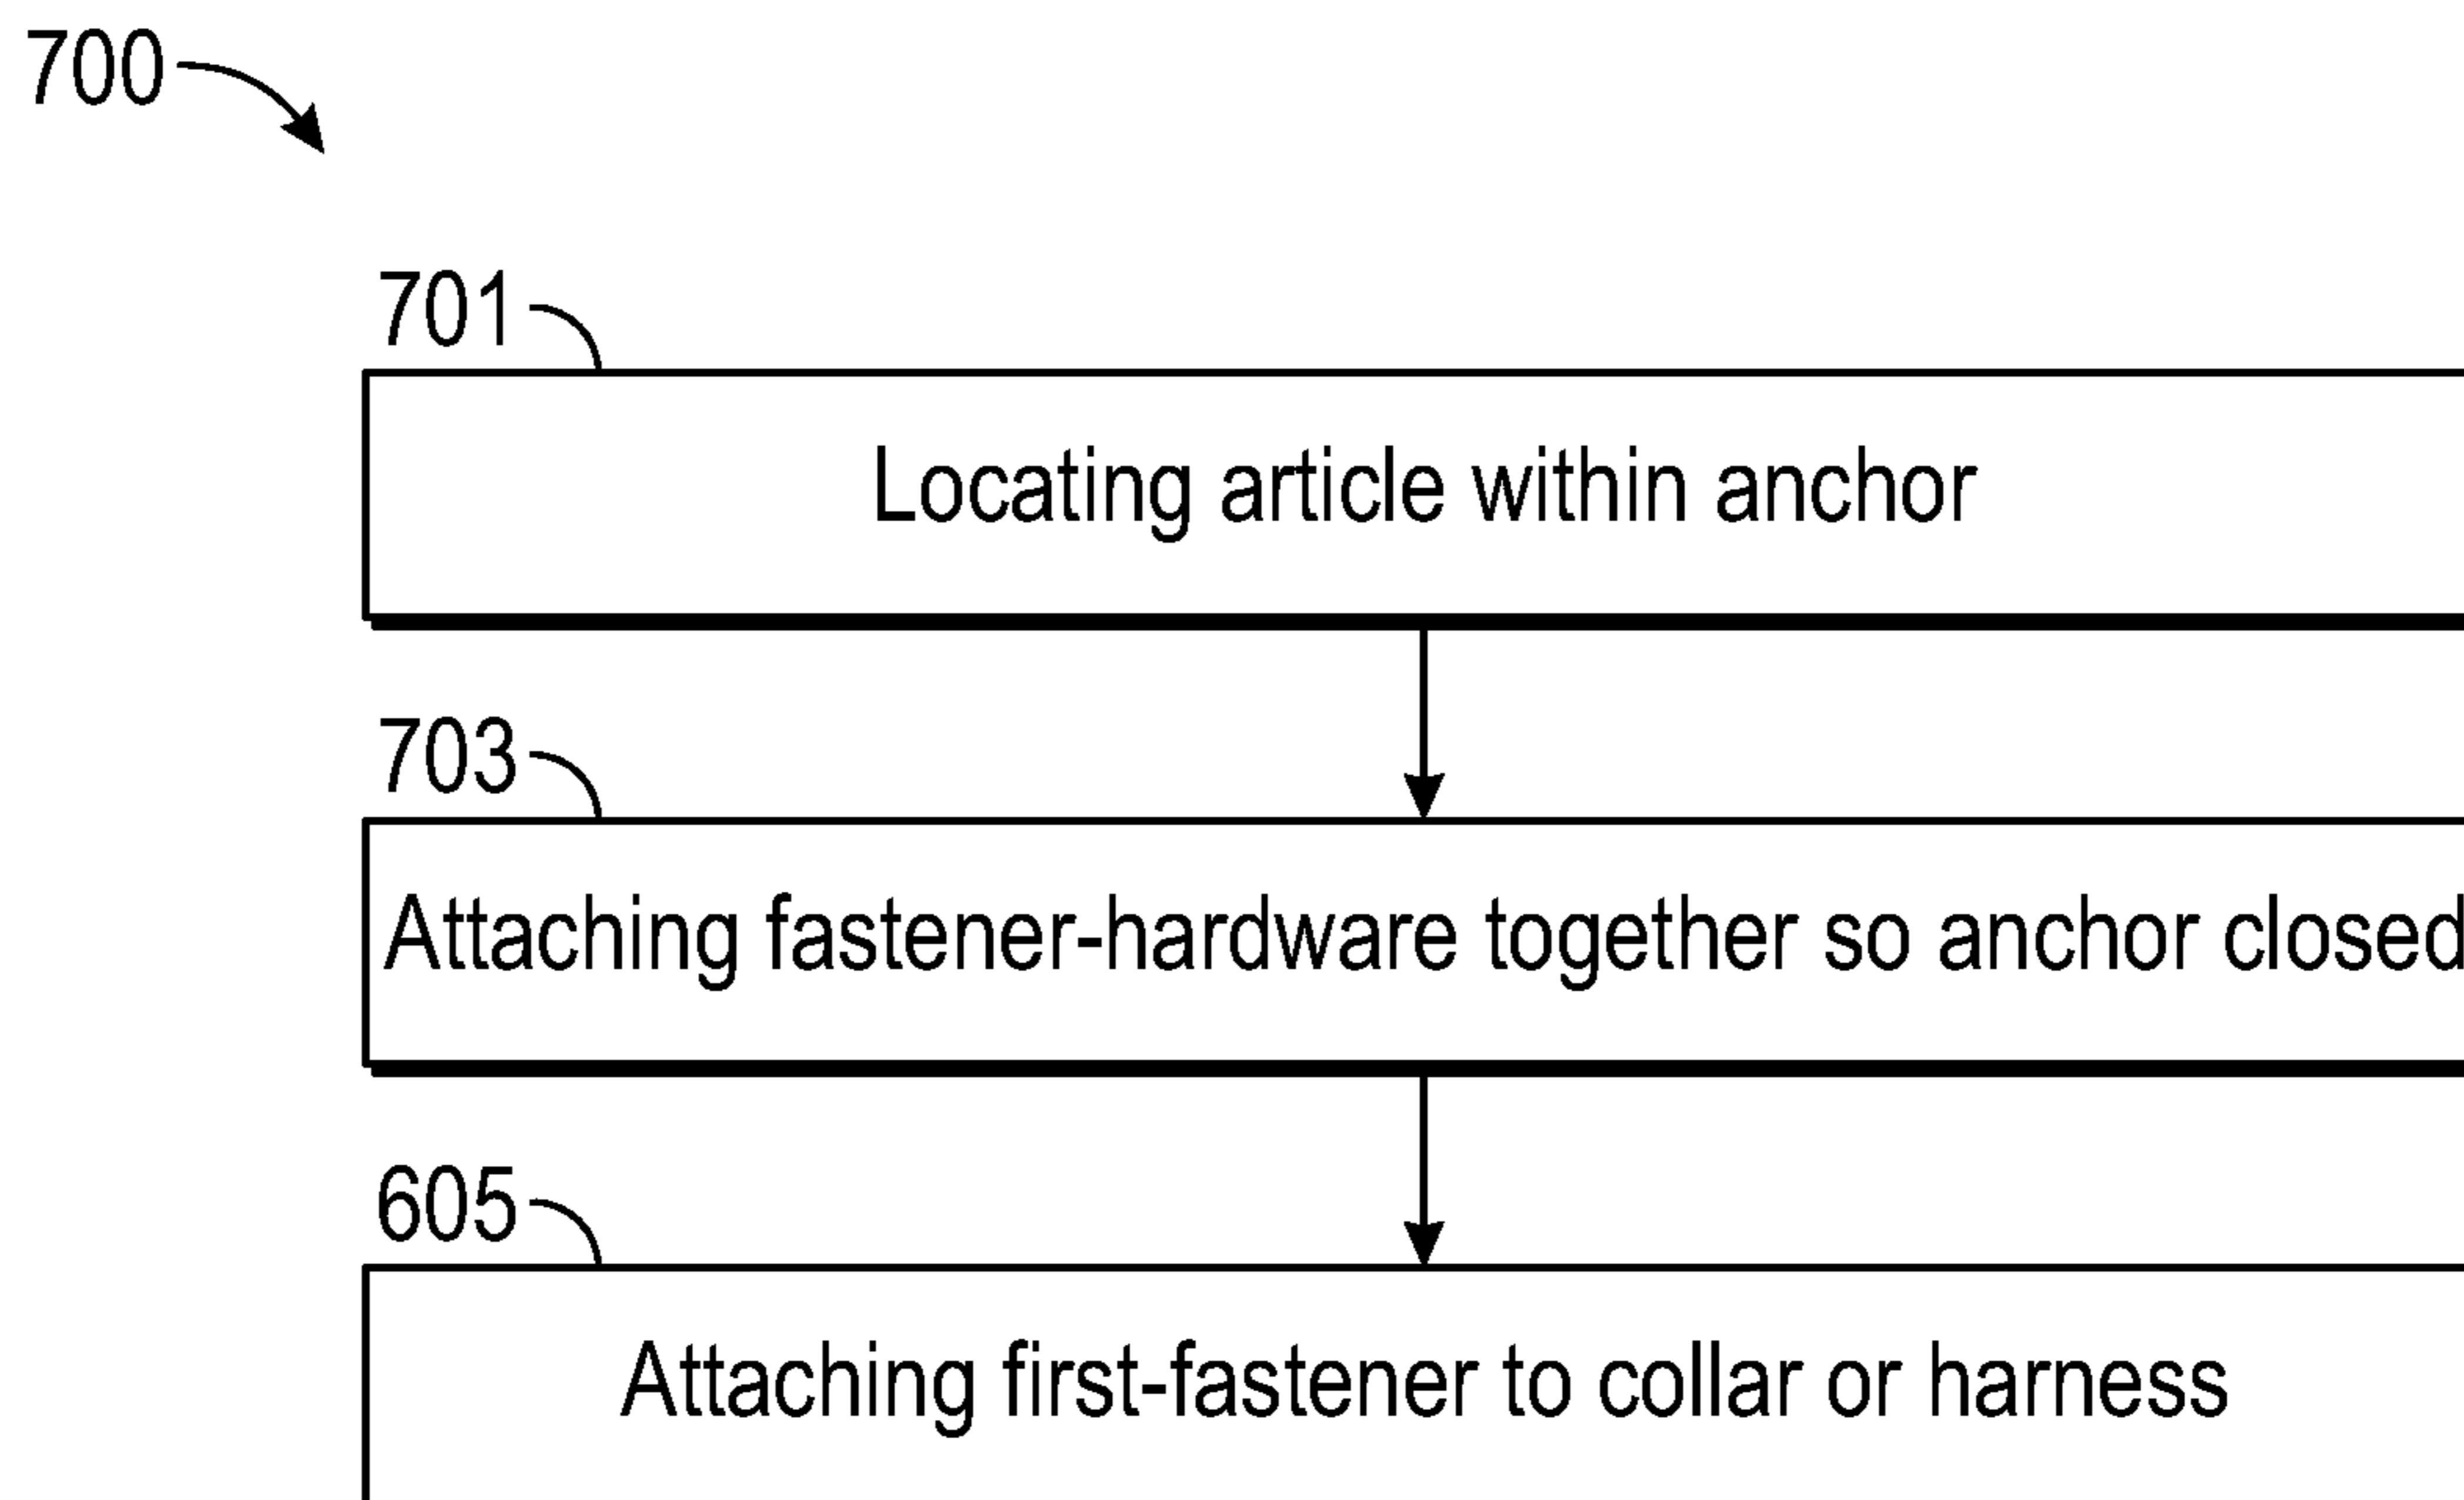 700
701
Locating article within anchor
703
Attaching fastener-hardware together so anchor closed
605
Attaching first-fastener to collar or harness